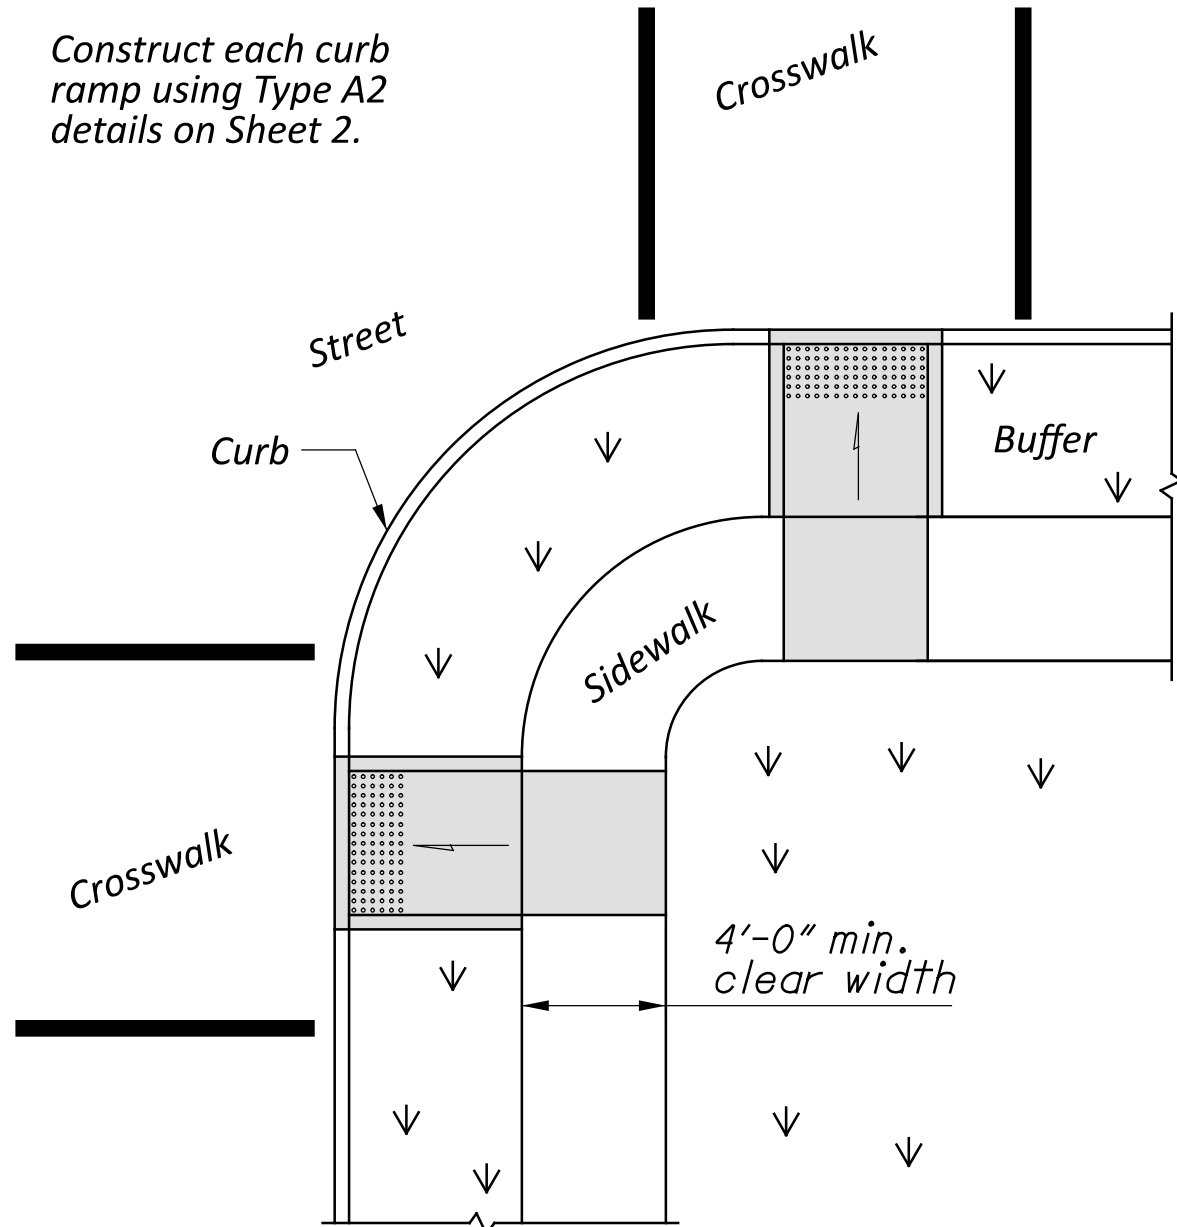 Construct each curb
ramp using Type A2
details on Sheet 2.
Crosswalk
Street
Curb
Buffer
Sidewalk
Crosswalk
4'-0" min.
clear width